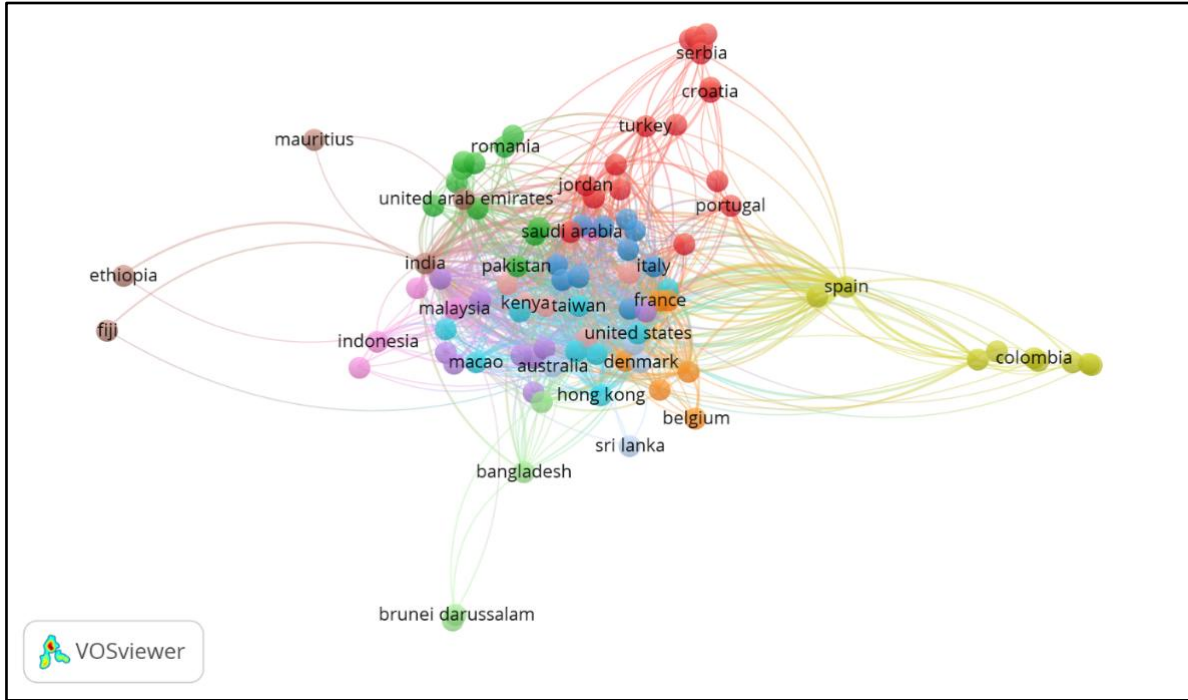 serbia
croatia
turkey
mauritius
romania
jordan
united arab emirates
portugal
saudi arabia
india
pakistan
italy
ethiopia
spain
kenya
taiwan
france
malaysia
fiji
united states
indonesia
colombia
macao
australia
denmark
hong kong
belgium
sri lanka
bangladesh
brunei darussalam
VOSviewer